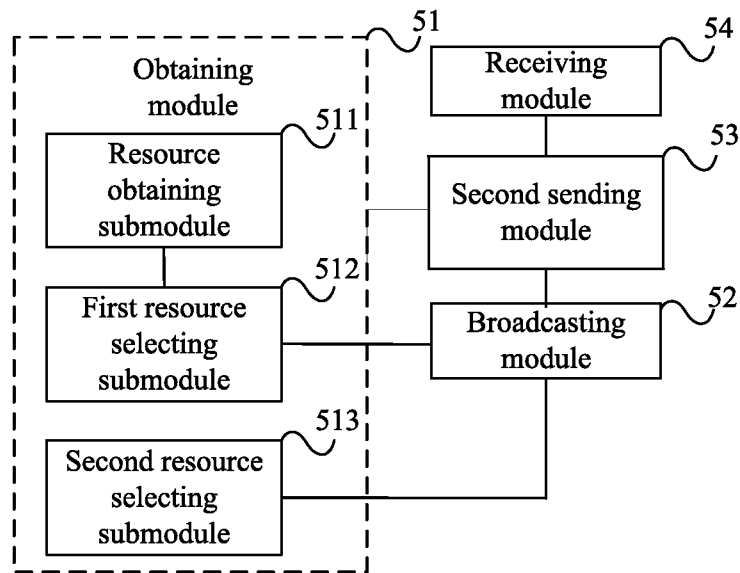 51
Obtaining
module
511
Resource
obtaining
submodule
512
First resource
selecting
submodule
513
Second resource
selecting
submodule
54
Receiving
module
53
Second sending
module
52
Broadcasting
module